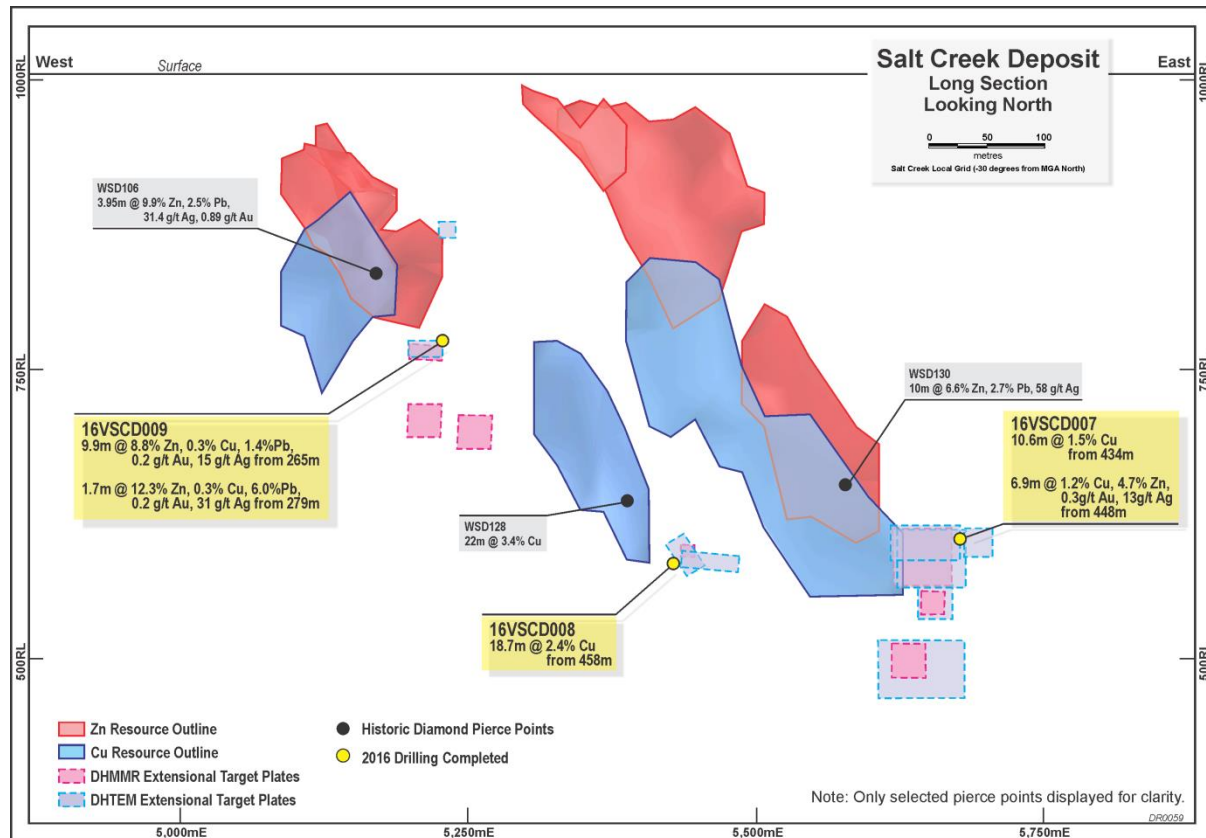 West
Surface
East
Salt Creek Deposit
Long Section
Looking North
0 50 100
metres
Salt Creek Local Grid (-30 degrees from MGA North)
1000RL
1000RL
WSD106
3.95m @ 9.9% Zn, 2.5% Pb,
31.4 g/t Ag, 0.89 g/t Au
750RL
750RL
WSD130
10m @ 6.6% Zn, 2.7% Pb, 58 g/t Ag
16VSCD009
9.9m @ 8.8% Zn, 0.3% Cu, 1.4%Pb,
0.2 g/t Au, 15 g/t Ag from 265m
1.7m @ 12.3% Zn, 0.3% Cu, 6.0%Pb,
0.2 g/t Au, 31 g/t Ag from 279m
16VSCD007
10.6m @ 1.5% Cu
from 434m
6.9m @ 1.2% Cu, 4.7% Zn,
0.3g/t Au, 13g/t Ag
from 448m
WSD128
22m @ 3.4% Cu
16VSCD008
18.7m @ 2.4% Cu
from 458m
500RL
500RL
Zn Resource Outline
Cu Resource Outline
DHMMR Extensional Target Plates
DHTEM Extensional Target Plates
Historic Diamond Pierce Points
2016 Drilling Completed
Note: Only selected pierce points displayed for clarity.
DR0059
5,000mE
5,250mE
5,500mE
5,750mE